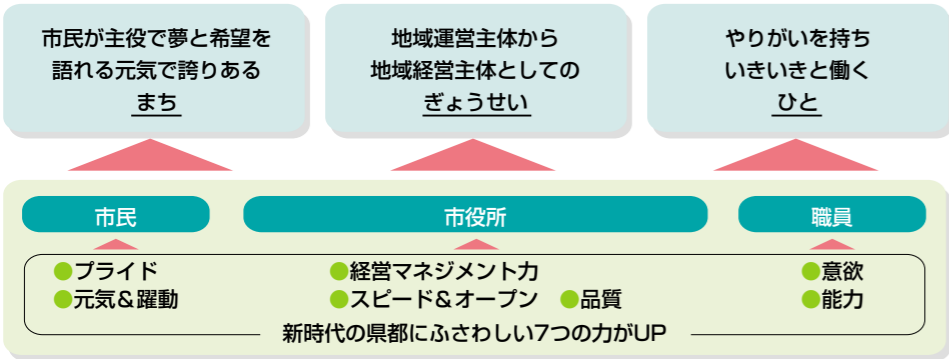 市民が主役で夢と希望を
語れる元気で誇りある
まち
地域運営主体から
地域経営主体としての
ぎょうせい
やりがいを持ち
いきいきと働く
ひと
市民
市役所
職員
●プライド
●元気＆躍動
●経営マネジメント力
●スピード＆オープン ●品質
●意欲
●能力
新時代の県都にふさわしい7つの力がUP